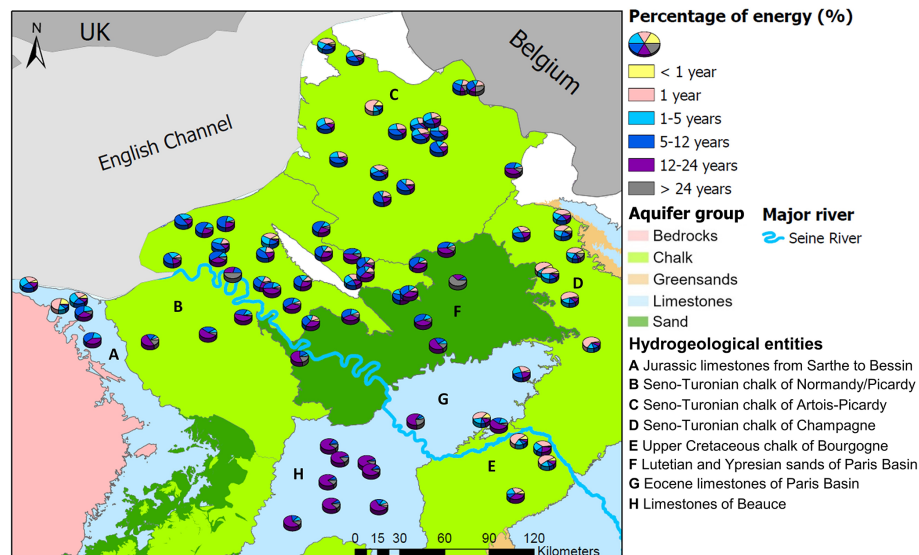 UK
N
Belgium
English Channel
C
D
B
F
A
G
E
H
0 15 30 60 90 120
Kilometers
Percentage of energy (%)
< 1 year
1 year
1-5 years
5-12 years
12-24 years
> 24 years
Aquifer group
Bedrocks
Chalk
Greensands
Limestones
Sand
Major river
Seine River
Hydrogeological entities
A Jurassic limestones from Sarthe to Bessin
B Seno-Turonian chalk of Normandy/Picardy
C Seno-Turonian chalk of Artois-Picardy
D Seno-Turonian chalk of Champagne
E Upper Cretaceous chalk of Bourgogne
F Lutetian and Ypresian sands of Paris Basin
G Eocene limestones of Paris Basin
H Limestones of Beauce